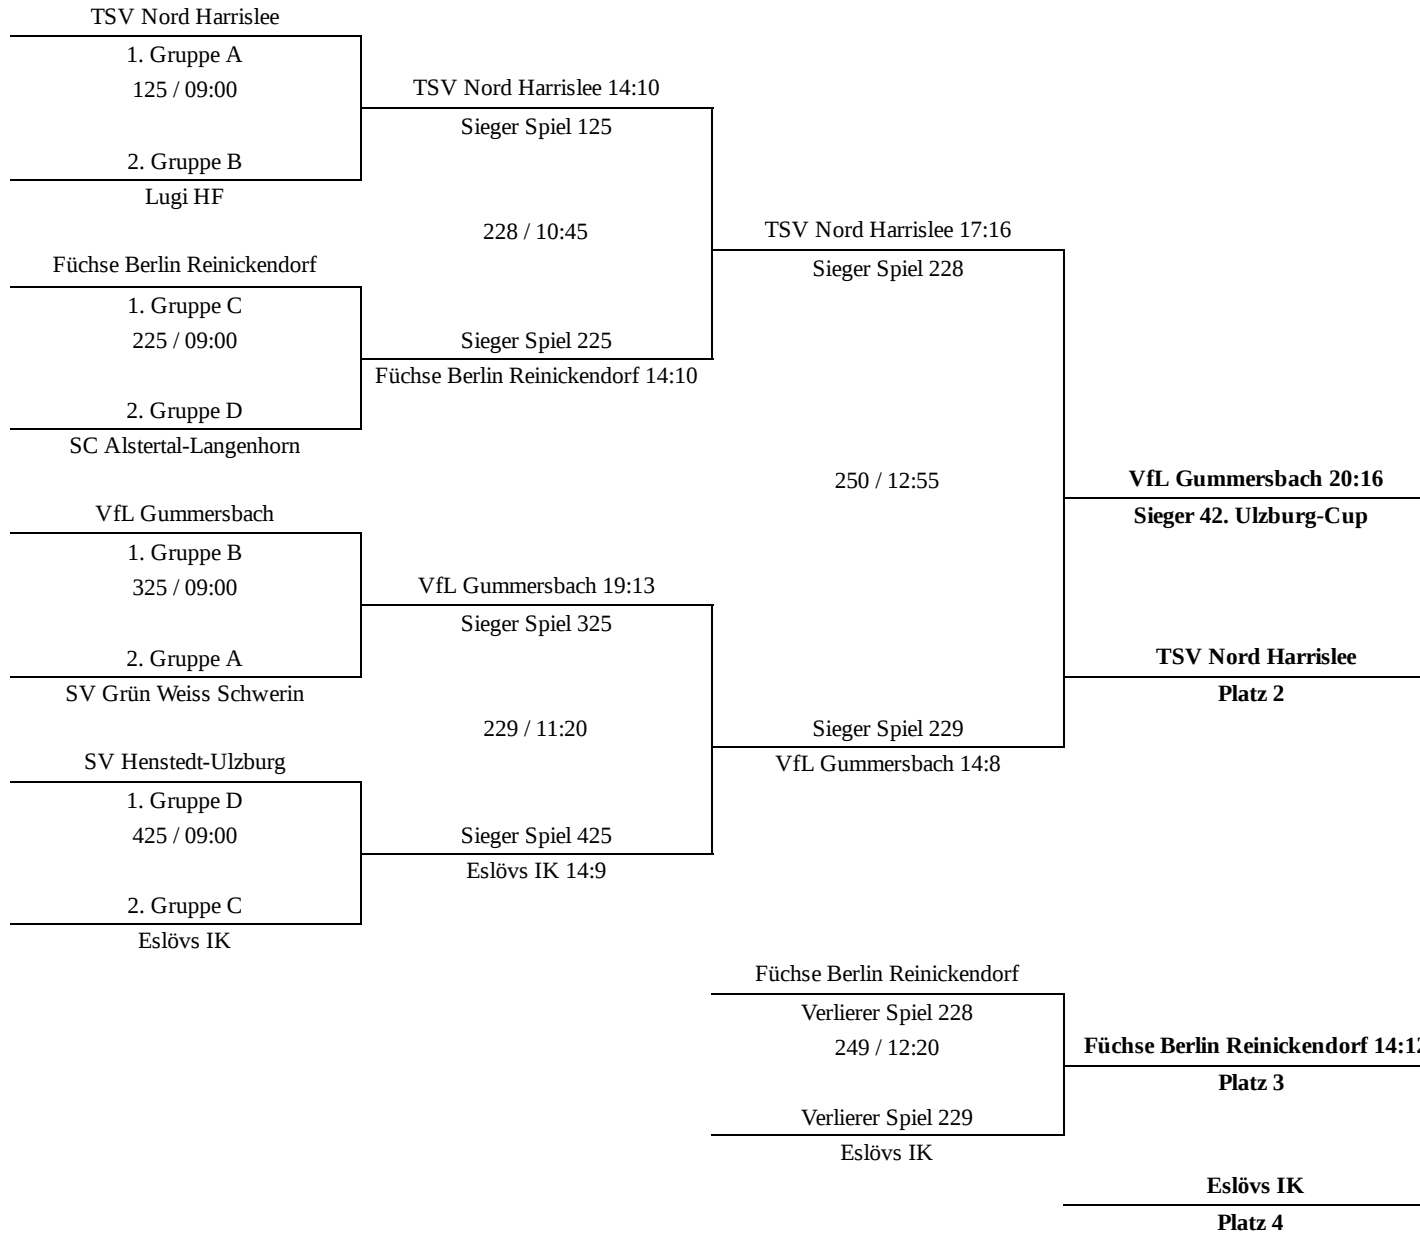 TSV Nord Harrislee
1. Gruppe A
125 / 09:00
TSV Nord Harrislee 14:10
Sieger Spiel 125
2. Gruppe B
Lugi HF
228 / 10:45
TSV Nord Harrislee 17:16
Füchse Berlin Reinickendorf
Sieger Spiel 228
1. Gruppe C
225 / 09:00
Sieger Spiel 225
Füchse Berlin Reinickendorf 14:10
2. Gruppe D
SC Alstertal-Langenhorn
250 / 12:55
VfL Gummersbach 20:16
VfL Gummersbach
Sieger 42. Ulzburg-Cup
1. Gruppe B
325 / 09:00
VfL Gummersbach 19:13
Sieger Spiel 325
2. Gruppe A
TSV Nord Harrislee
SV Grün Weiss Schwerin
Platz 2
229 / 11:20
Sieger Spiel 229
SV Henstedt-Ulzburg
VfL Gummersbach 14:8
1. Gruppe D
425 / 09:00
Sieger Spiel 425
Eslövs IK 14:9
2. Gruppe C
Eslövs IK
Füchse Berlin Reinickendorf
Verlierer Spiel 228
249 / 12:20
Füchse Berlin Reinickendorf 14:12
Platz 3
Verlierer Spiel 229
Eslövs IK
Eslövs IK
Platz 4